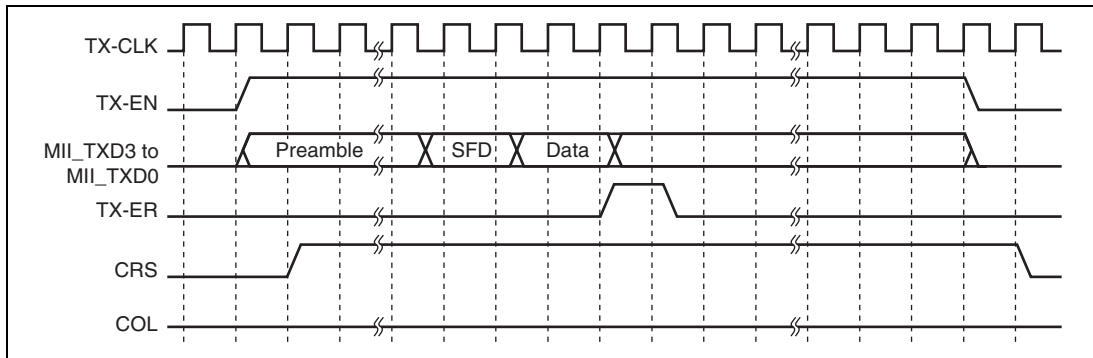 TX-CLK
TX-EN
MII_TXD3 to
MII_TXD0
Preamble
SFD
Data
TX-ER
CRS
COL